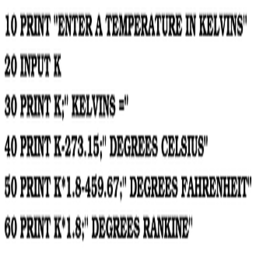 10 PRINT "ENTER A TEMPERATURE IN KELVINS"
20 INPUT K
30 PRINT K;" KELVINS ="
40 PRINT K-273.15;" DEGREES CELSIUS"
50 PRINT K*1.8-459.67;" DEGREES FAHRENHEIT"
60 PRINT K*1.8;" DEGREES RANKINE"